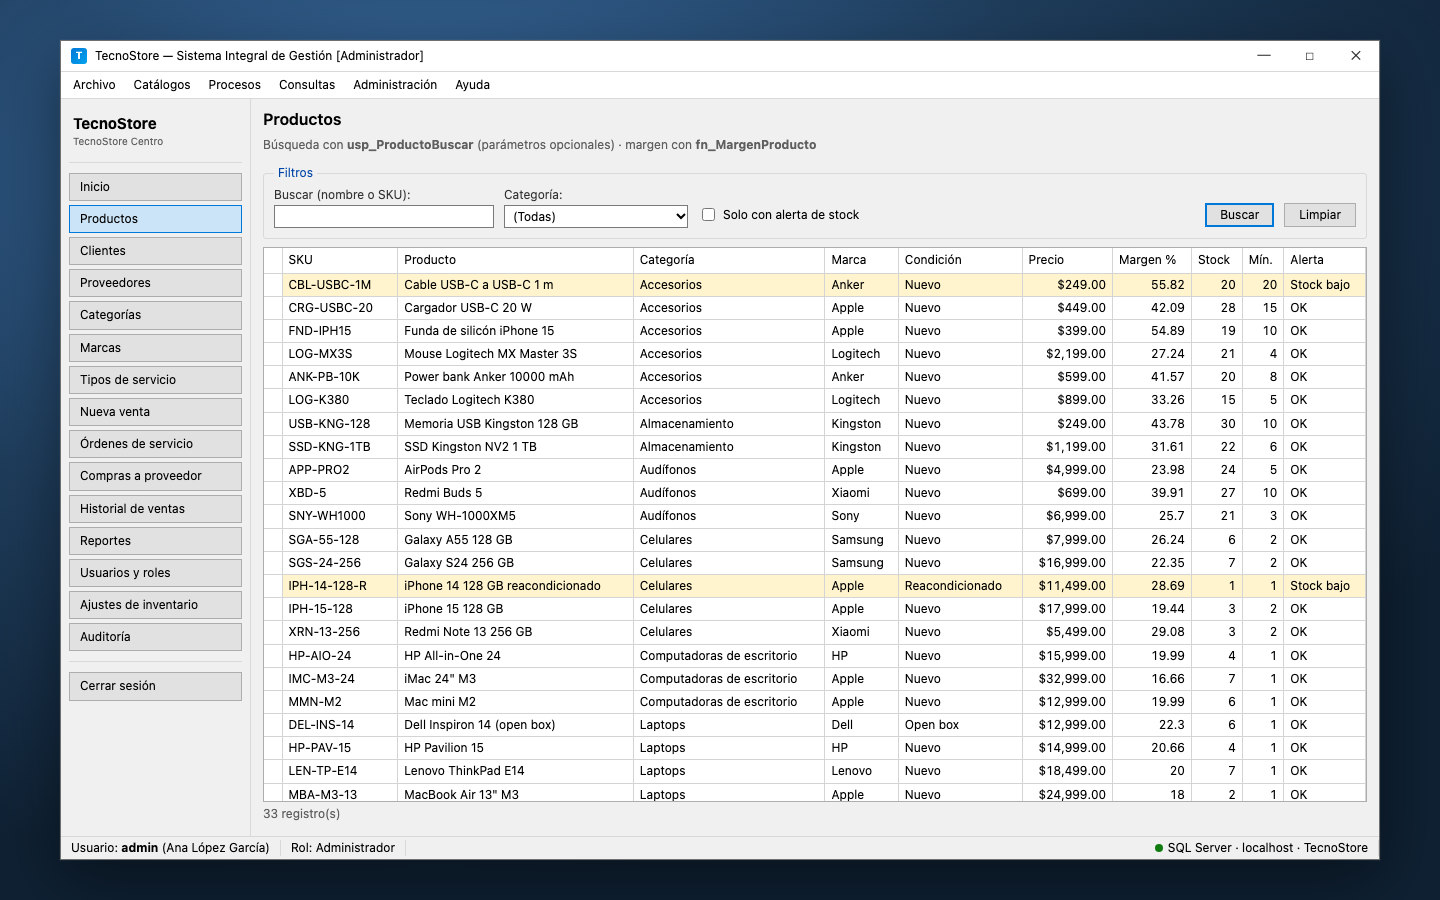 T TecnoStore — Sistema Integral de Gestión [Administrador]
Archivo Catálogos Procesos Consultas Administración Ayuda
TecnoStore
TecnoStore Centro
Inicio
Productos
Clientes
Proveedores
Categorías
Marcas
Tipos de servicio
Nueva venta
Órdenes de servicio
Compras a proveedor
Historial de ventas
Reportes
Usuarios y roles
Ajustes de inventario
Auditoría
Cerrar sesión
Productos
Búsqueda con usp_ProductoBuscar (parámetros opcionales) · margen con fn_MargenProducto
Filtros
Buscar (nombre o SKU): Categoría:
(Todas) Solo con alerta de stock Buscar Limpiar
SKU Producto Categoría Marca Condición Precio Margen % Stock Mín. Alerta
CBL-USBC-1M Cable USB-C a USB-C 1 m Accesorios Anker Nuevo $249.00 55.82 20 20 Stock bajo
CRG-USBC-20 Cargador USB-C 20 W Accesorios Apple Nuevo $449.00 42.09 28 15 OK
FND-IPH15 Funda de silicón iPhone 15 Accesorios Apple Nuevo $399.00 54.89 19 10 OK
LOG-MX3S Mouse Logitech MX Master 3S Accesorios Logitech Nuevo $2,199.00 27.24 21 4 OK
ANK-PB-10K Power bank Anker 10000 mAh Accesorios Anker Nuevo $599.00 41.57 20 8 OK
LOG-K380 Teclado Logitech K380 Accesorios Logitech Nuevo $899.00 33.26 15 5 OK
USB-KNG-128 Memoria USB Kingston 128 GB Almacenamiento Kingston Nuevo $249.00 43.78 30 10 OK
SSD-KNG-1TB SSD Kingston NV2 1 TB Almacenamiento Kingston Nuevo $1,199.00 31.61 22 6 OK
APP-PRO2 AirPods Pro 2 Audífonos Apple Nuevo $4,999.00 23.98 24 5 OK
XBD-5 Redmi Buds 5 Audífonos Xiaomi Nuevo $699.00 39.91 27 10 OK
SNY-WH1000 Sony WH-1000XM5 Audífonos Sony Nuevo $6,999.00 25.7 21 3 OK
SGA-55-128 Galaxy A55 128 GB Celulares Samsung Nuevo $7,999.00 26.24 6 2 OK
SGS-24-256 Galaxy S24 256 GB Celulares Samsung Nuevo $16,999.00 22.35 7 2 OK
IPH-14-128-R iPhone 14 128 GB reacondicionado Celulares Apple Reacondicionado $11,499.00 28.69 1 1 Stock bajo
IPH-15-128 iPhone 15 128 GB Celulares Apple Nuevo $17,999.00 19.44 3 2 OK
XRN-13-256 Redmi Note 13 256 GB Celulares Xiaomi Nuevo $5,499.00 29.08 3 2 OK
HP-AIO-24 HP All-in-One 24 Computadoras de escritorio HP Nuevo $15,999.00 19.99 4 1 OK
IMC-M3-24 iMac 24" M3 Computadoras de escritorio Apple Nuevo $32,999.00 16.66 7 1 OK
MMN-M2 Mac mini M2 Computadoras de escritorio Apple Nuevo $12,999.00 19.99 6 1 OK
DEL-INS-14 Dell Inspiron 14 (open box) Laptops Dell Open box $12,999.00 22.3 6 1 OK
HP-PAV-15 HP Pavilion 15 Laptops HP Nuevo $14,999.00 20.66 4 1 OK
LEN-TP-E14 Lenovo ThinkPad E14 Laptops Lenovo Nuevo $18,499.00 20 7 1 OK
MBA-M3-13 MacBook Air 13" M3 Laptops Apple Nuevo $24,999.00 18 2 1 OK
33 registro(s)
Usuario: admin (Ana López García) Rol: Administrador SQL Server · localhost · TecnoStore